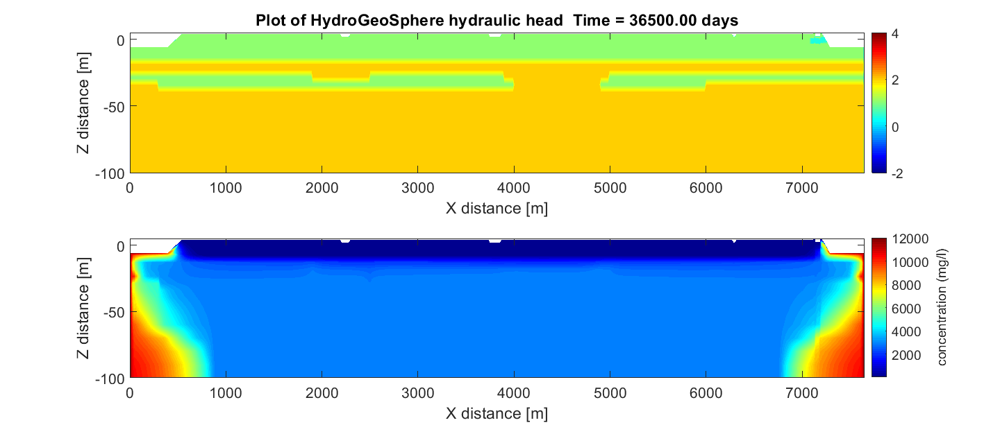 Plot of HydroGeoSphere hydraulic head  Time = 36500.00 days
Z distance [m]
0
-50
-100
0 1000 2000 3000 4000 5000 6000 7000
X distance [m]
4
2
0
-2
Z distance [m]
0
-50
-100
0 1000 2000 3000 4000 5000 6000 7000
X distance [m]
12000
10000
8000
6000
4000
2000
concentration (mg/l)